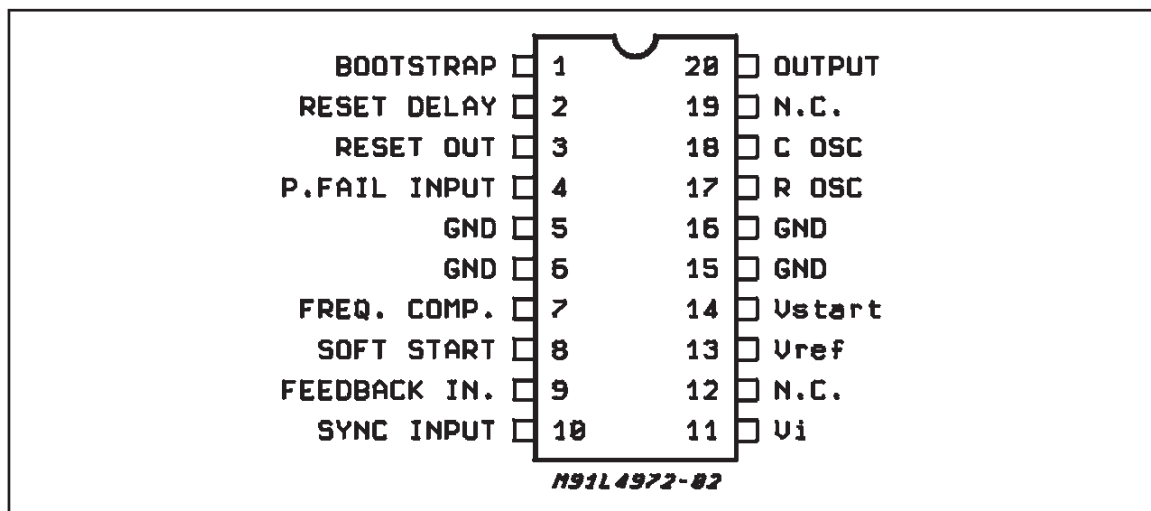 BOOTSTRAP 1 20 OUTPUT
RESET DELAY 2 19 N.C.
RESET OUT 3 18 C OSC
P.FAIL INPUT 4 17 R OSC
GND 5 16 GND
GND 6 15 GND
FREQ. COMP. 7 14 Vstart
SOFT START 8 13 Vref
FEEDBACK IN. 9 12 N.C.
SYNC INPUT 10 11 Vi
M91L4972-02